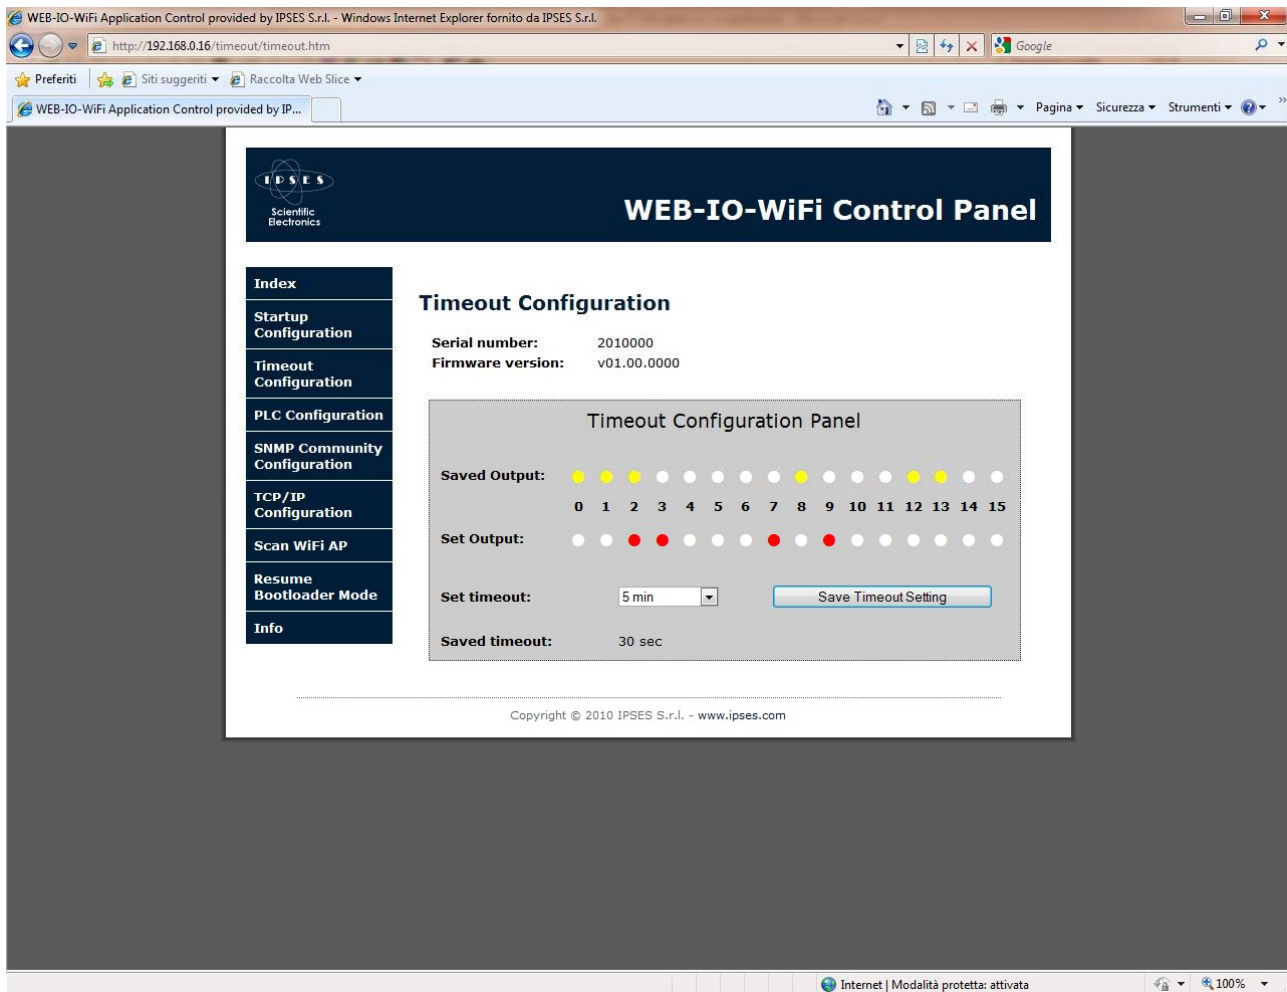 WEB-IO-WiFi Application Control provided by IPSES S.r.l. - Windows Internet Explorer fornito da IPSES S.r.l.
http://192.168.0.16/timeout/timeout.htm
Google
Preferiti
Siti suggeriti
Raccolta Web Slice
WEB-IO-WiFi Application Control provided by IP...
Pagina
Sicurezza
Strumenti
»
IPSES
Scientific
Electronics
WEB-IO-WiFi Control Panel
Index
Startup
Configuration
Timeout
Configuration
PLC Configuration
SNMP Community
Configuration
TCP/IP
Configuration
Scan WiFi AP
Resume
Bootloader Mode
Info
Timeout Configuration
Serial number: 2010000
Firmware version: v01.00.0000
Timeout Configuration Panel
Saved Output:
0 1 2 3 4 5 6 7 8 9 10 11 12 13 14 15
Set Output:
Set timeout: 5 min Save Timeout Setting
Saved timeout: 30 sec
Copyright © 2010 IPSES S.r.l. - www.ipses.com
Internet | Modalità protetta: attivata
100%